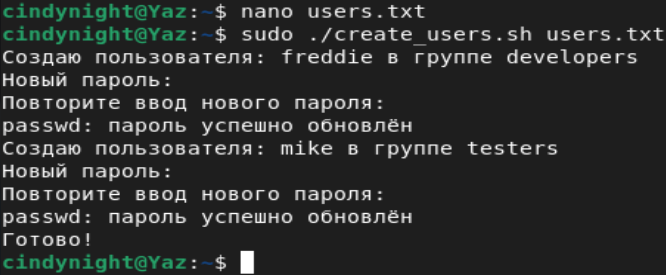 cindynight@Yaz:~$ nano users.txt
cindynight@Yaz:~$ sudo ./create_users.sh users.txt
Создаю пользователя: freddie в группе developers
Новый пароль:
Повторите ввод нового пароля:
passwd: пароль успешно обновлён
Создаю пользователя: mike в группе testers
Новый пароль:
Повторите ввод нового пароля:
passwd: пароль успешно обновлён
Готово!
cindynight@Yaz:~$